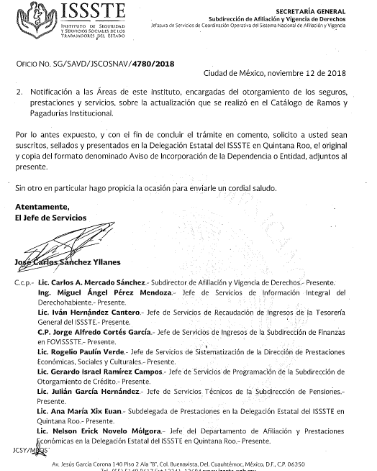 ISSSTE
INSTITUTO DE SEGURIDAD
Y SERVICIOS SOCIALES DE LOS
TRABAJADORES DEL ESTADO
SECRETARÍA GENERAL
Subdirección de Afiliación y Vigencia de Derechos
Jefatura de Servicios de Coordinación Operativa del Sistema Nacional de Afiliación y Vigencia
OFICIO NO. SG/SAVD/JSCOSNAV/4780/2018
Ciudad de México, noviembre 12 de 2018
2. Notificación a las Áreas de este Instituto, encargadas del otorgamiento de los seguros,
prestaciones y servicios, sobre la actualización que se realizó en el Catálogo de Ramos y
Pagadurías Institucional.
Por lo antes expuesto, y con el fin de concluir el trámite en comento, solicito a usted sean
suscritos, sellados y presentados en la Delegación Estatal del ISSSTE en Quintana Roo, el original
y copia del formato denominado Aviso de Incorporación de la Dependencia o Entidad, adjuntos al
presente.
Sin otro en particular hago propicia la ocasión para enviarle un cordial saludo.
Atentamente,
El Jefe de Servicios
José Carlos Sánchez Yllanes
C.c.p.- Lic. Carlos A. Mercado Sánchez.- Subdirector de Afiliación y Vigencia de Derechos.- Presente.
Ing. Miguel Ángel Pérez Mendoza.- Jefe de Servicios de Información Integral del
Derechohabiente.- Presente.
Lic. Iván Hernández Cantero.- Jefe de Servicios de Recaudación de Ingresos de la Tesorería
General del ISSSTE.- Presente.
C.P. Jorge Alfredo Cortés García.- Jefe de Servicios de Ingresos de la Subdirección de Finanzas
en FOVISSSTE.- Presente.
Lic. Rogelio Paulín Verde.- Jefe de Servicios de Sistematización de la Dirección de Prestaciones
Económicas, Sociales y Culturales.- Presente.
Lic. Gerardo Israel Ramírez Campos.- Jefe de Servicios de Programación de la Subdirección de
Otorgamiento de Crédito.- Presente.
Lic. Julián García Hernández.- Jefe de Servicios Técnicos de la Subdirección de Pensiones.-
Presente.
Lic. Ana María Xix Euan.- Subdelegada de Prestaciones en la Delegación Estatal del ISSSTE en
Quintana Roo.- Presente.
Lic. Nelson Erick Novelo Mólgora.- Jefe del Departamento de Afiliación y Prestaciones
Económicas en la Delegación Estatal del ISSSTE en Quintana Roo.- Presente.
Av. Jesús García Corona 140 Piso 2 Ala "B", Col. Buenavista, Del. Cuauhtémoc, México, D.F., C.P. 06350